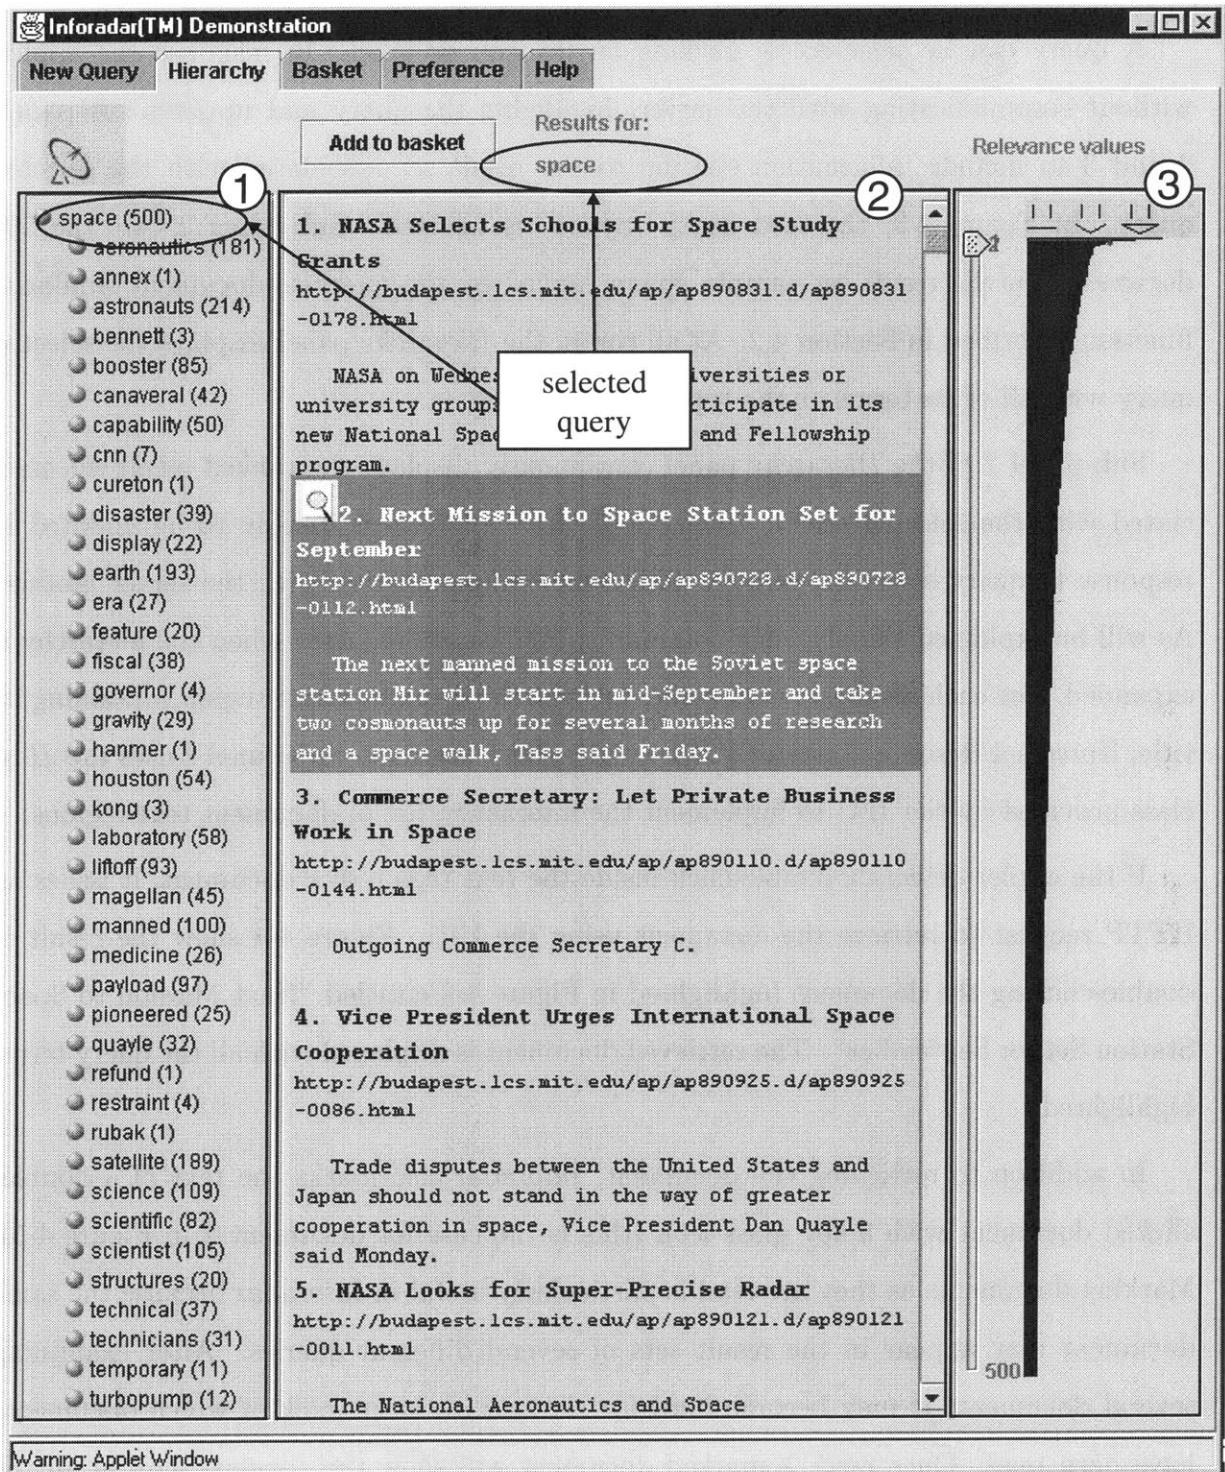 Inforadar(TM) Demonstration
New Query Hierarchy Basket Preference Help
Add to basket
Results for:
space
Relevance values
1
2
3
space (500)
aeronautics (181)
annex (1)
astronauts (214)
bennett (3)
booster (85)
canaveral (42)
capability (50)
cnn (7)
cureton (1)
disaster (39)
display (22)
earth (193)
era (27)
feature (20)
fiscal (38)
governor (4)
gravity (29)
hanmer (1)
houston (54)
kong (3)
laboratory (58)
liftoff (93)
magellan (45)
manned (100)
medicine (26)
payload (97)
pioneered (25)
quayle (32)
refund (1)
restraint (4)
rubak (1)
satellite (189)
science (109)
scientific (82)
scientist (105)
structures (20)
technical (37)
technicians (31)
temporary (11)
turbopump (12)
1. NASA Selects Schools for Space Study
Grants
http://budapest.lcs.mit.edu/ap/ap890831.d/ap890831
-0178.html
NASA on Wednes iversities or
university groups rticipate in its
new National Spac and Fellowship
program.
selected
query
2. Next Mission to Space Station Set for
September
http://budapest.lcs.mit.edu/ap/ap890728.d/ap890728
-0112.html
The next manned mission to the Soviet space
station Mir will start in mid-September and take
two cosmonauts up for several months of research
and a space walk, Tass said Friday.
3. Commerce Secretary: Let Private Business
Work in Space
http://budapest.lcs.mit.edu/ap/ap890110.d/ap890110
-0144.html
Outgoing Commerce Secretary C.
4. Vice President Urges International Space
Cooperation
http://budapest.lcs.mit.edu/ap/ap890925.d/ap890925
-0086.html
Trade disputes between the United States and
Japan should not stand in the way of greater
cooperation in space, Vice President Dan Quayle
said Monday.
5. NASA Looks for Super-Precise Radar
http://budapest.lcs.mit.edu/ap/ap890121.d/ap890121
-0011.html
The National Aeronautics and Space
500
Warning: Applet Window